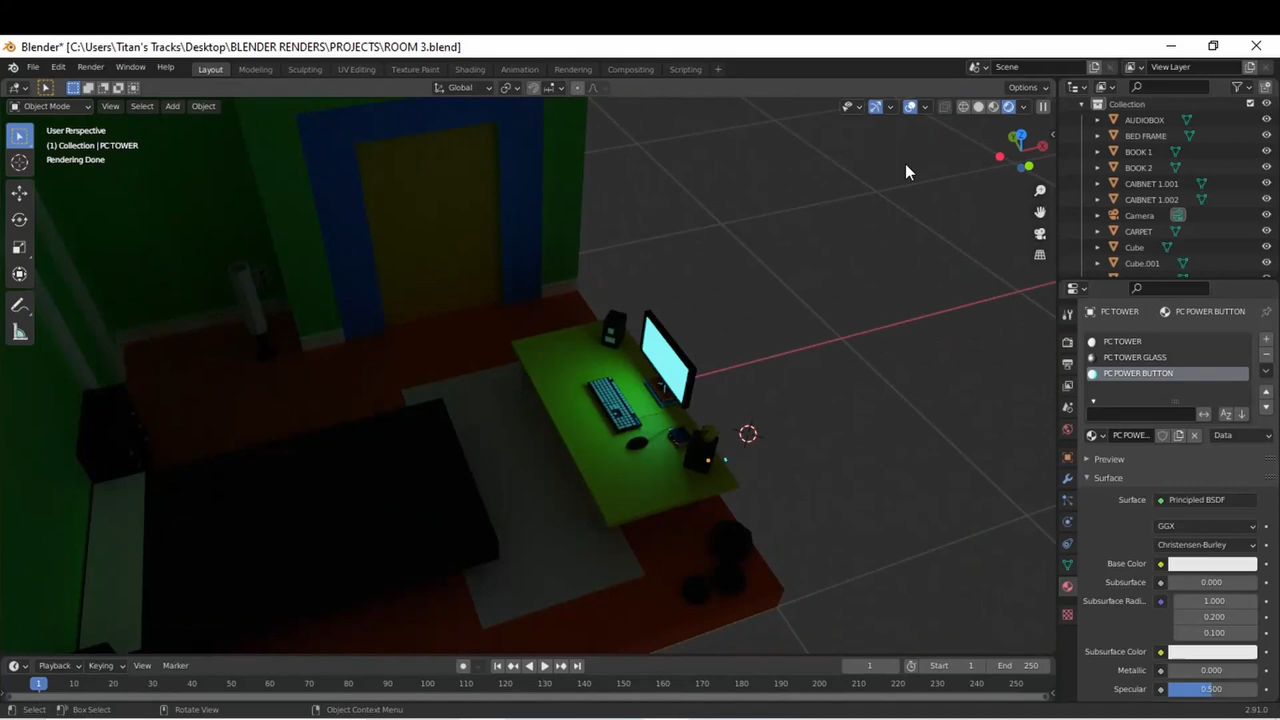 Blender* [C:\Users\Titan's Tracks\Desktop\BLENDER RENDERS\PROJECTS\ROOM 3.blend]
File Edit Render Window Help
Layout Modeling Sculpting UV Editing Texture Paint Shading Animation Rendering Compositing Scripting +
Scene
View Layer
Global
Options
Object Mode View Select Add Object
User Perspective
(1) Collection | PC TOWER
Rendering Done
Collection
AUDIOBOX
BED FRAME
BOOK 1
BOOK 2
CAIBNET 1.001
CAIBNET 1.002
Camera
CARPET
Cube
Cube.001
PC TOWER PC POWER BUTTON
PC TOWER
PC TOWER GLASS
PC POWER BUTTON
PC POWE... Data
Preview
Surface
Surface Principled BSDF
GGX
Christensen-Burley
Base Color
Subsurface 0.000
Subsurface Radi... 1.000
0.200
0.100
Subsurface Color
Metallic 0.000
Specular 0.500
Playback Keying View Marker
1 Start 1 End 250
1 10 20 30 40 50 60 70 80 90 100 110 120 130 140 150 160 170 180 190 200 210 220 230 240 250
Select Box Select Rotate View Object Context Menu 2.91.0